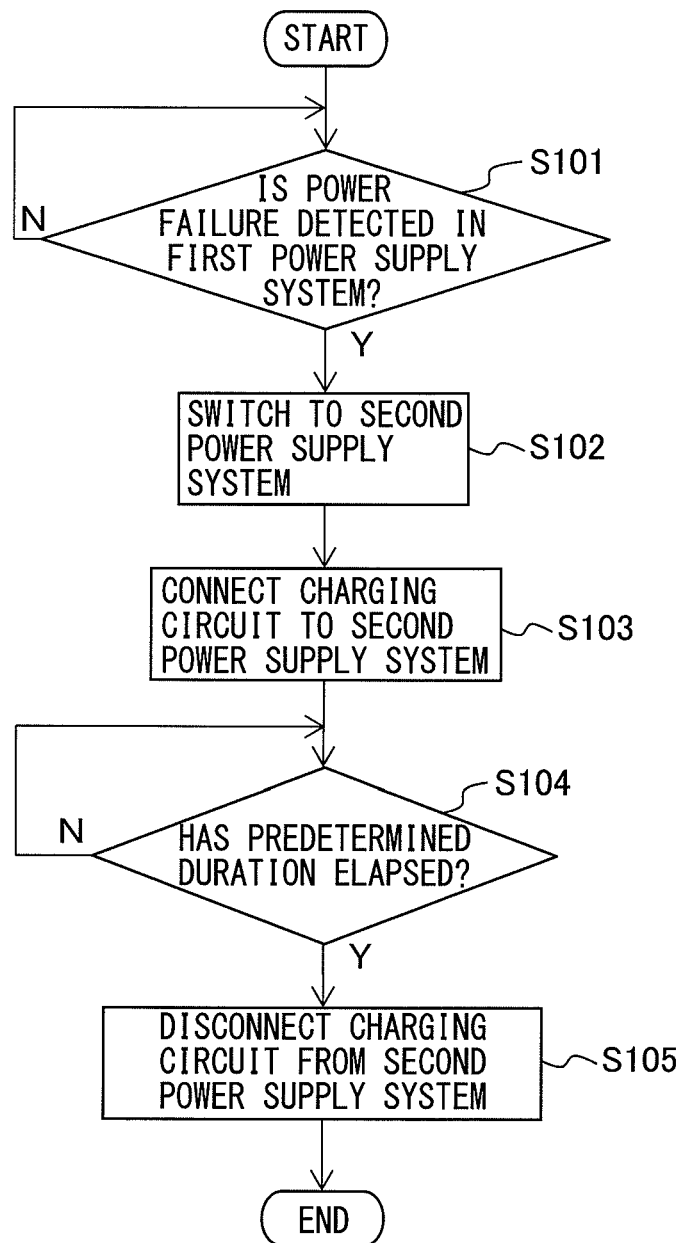 START
S101
IS POWER
FAILURE DETECTED IN
FIRST POWER SUPPLY
SYSTEM?
N
Y
SWITCH TO SECOND
POWER SUPPLY
SYSTEM
S102
CONNECT CHARGING
CIRCUIT TO SECOND
POWER SUPPLY SYSTEM
S103
S104
HAS PREDETERMINED
DURATION ELAPSED?
N
Y
DISCONNECT CHARGING
CIRCUIT FROM SECOND
POWER SUPPLY SYSTEM
S105
END